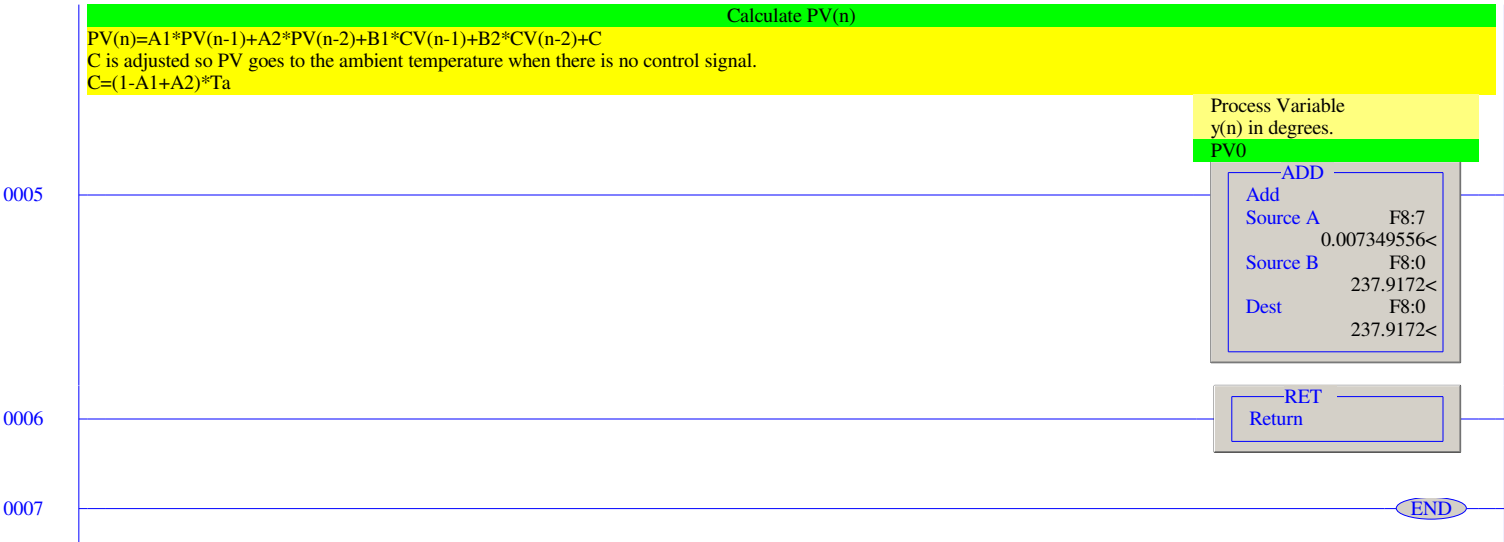 Calculate PV(n)
PV(n)=A1*PV(n-1)+A2*PV(n-2)+B1*CV(n-1)+B2*CV(n-2)+C
C is adjusted so PV goes to the ambient temperature when there is no control signal.
C=(1-A1+A2)*Ta
Process Variable
y(n) in degrees.
PV0
0005
ADD
Add
Source A F8:7
0.007349556<
Source B F8:0
237.9172<
Dest F8:0
237.9172<
0006
RET
Return
0007
END